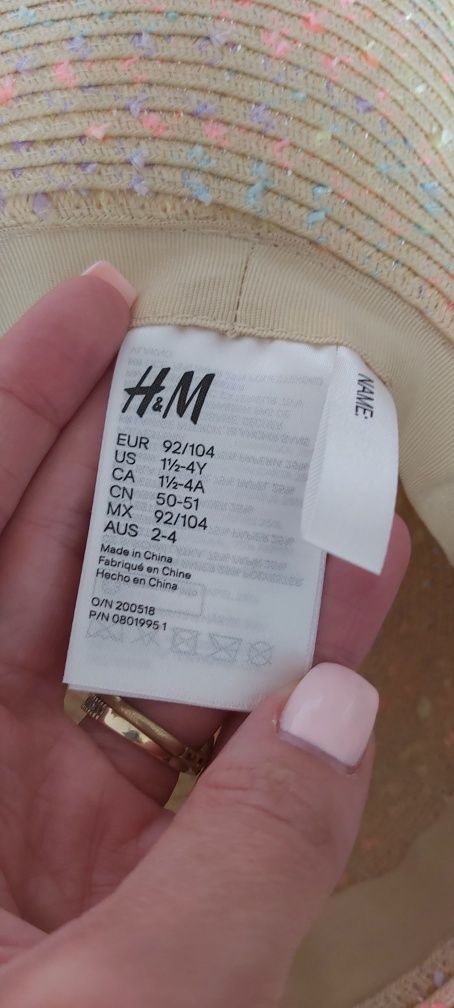 H&M
NAME:
EUR 92/104
US 1½-4Y
CA 1½-4A
CN 50-51
MX 92/104
AUS 2-4
Made in China
Fabriqué en Chine
Hecho en China
O/N 200518
P/N 0801995 1